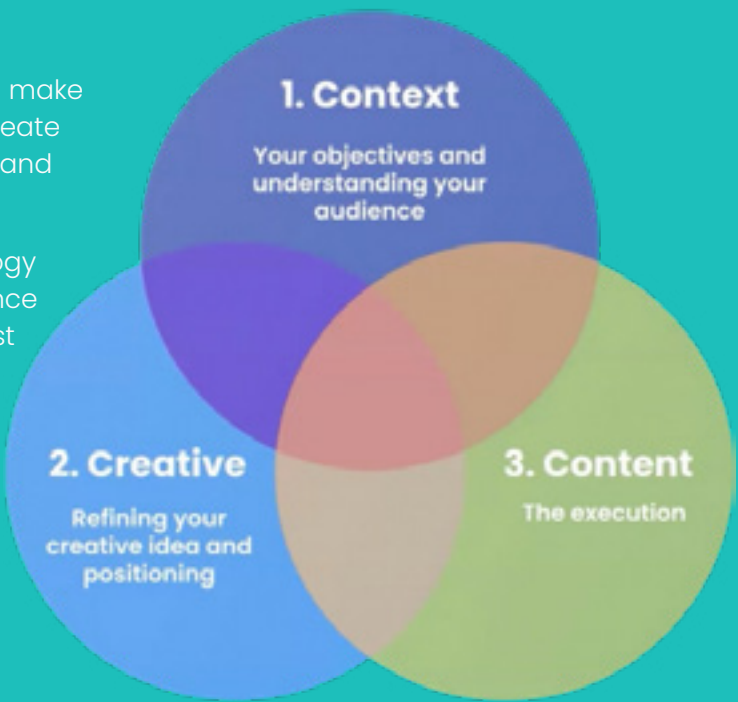 make
eate
and
ogy
nce
st
1. Context
Your objectives and
understanding your
audience
2. Creative
Refining your
creative idea and
positioning
3. Content
The execution